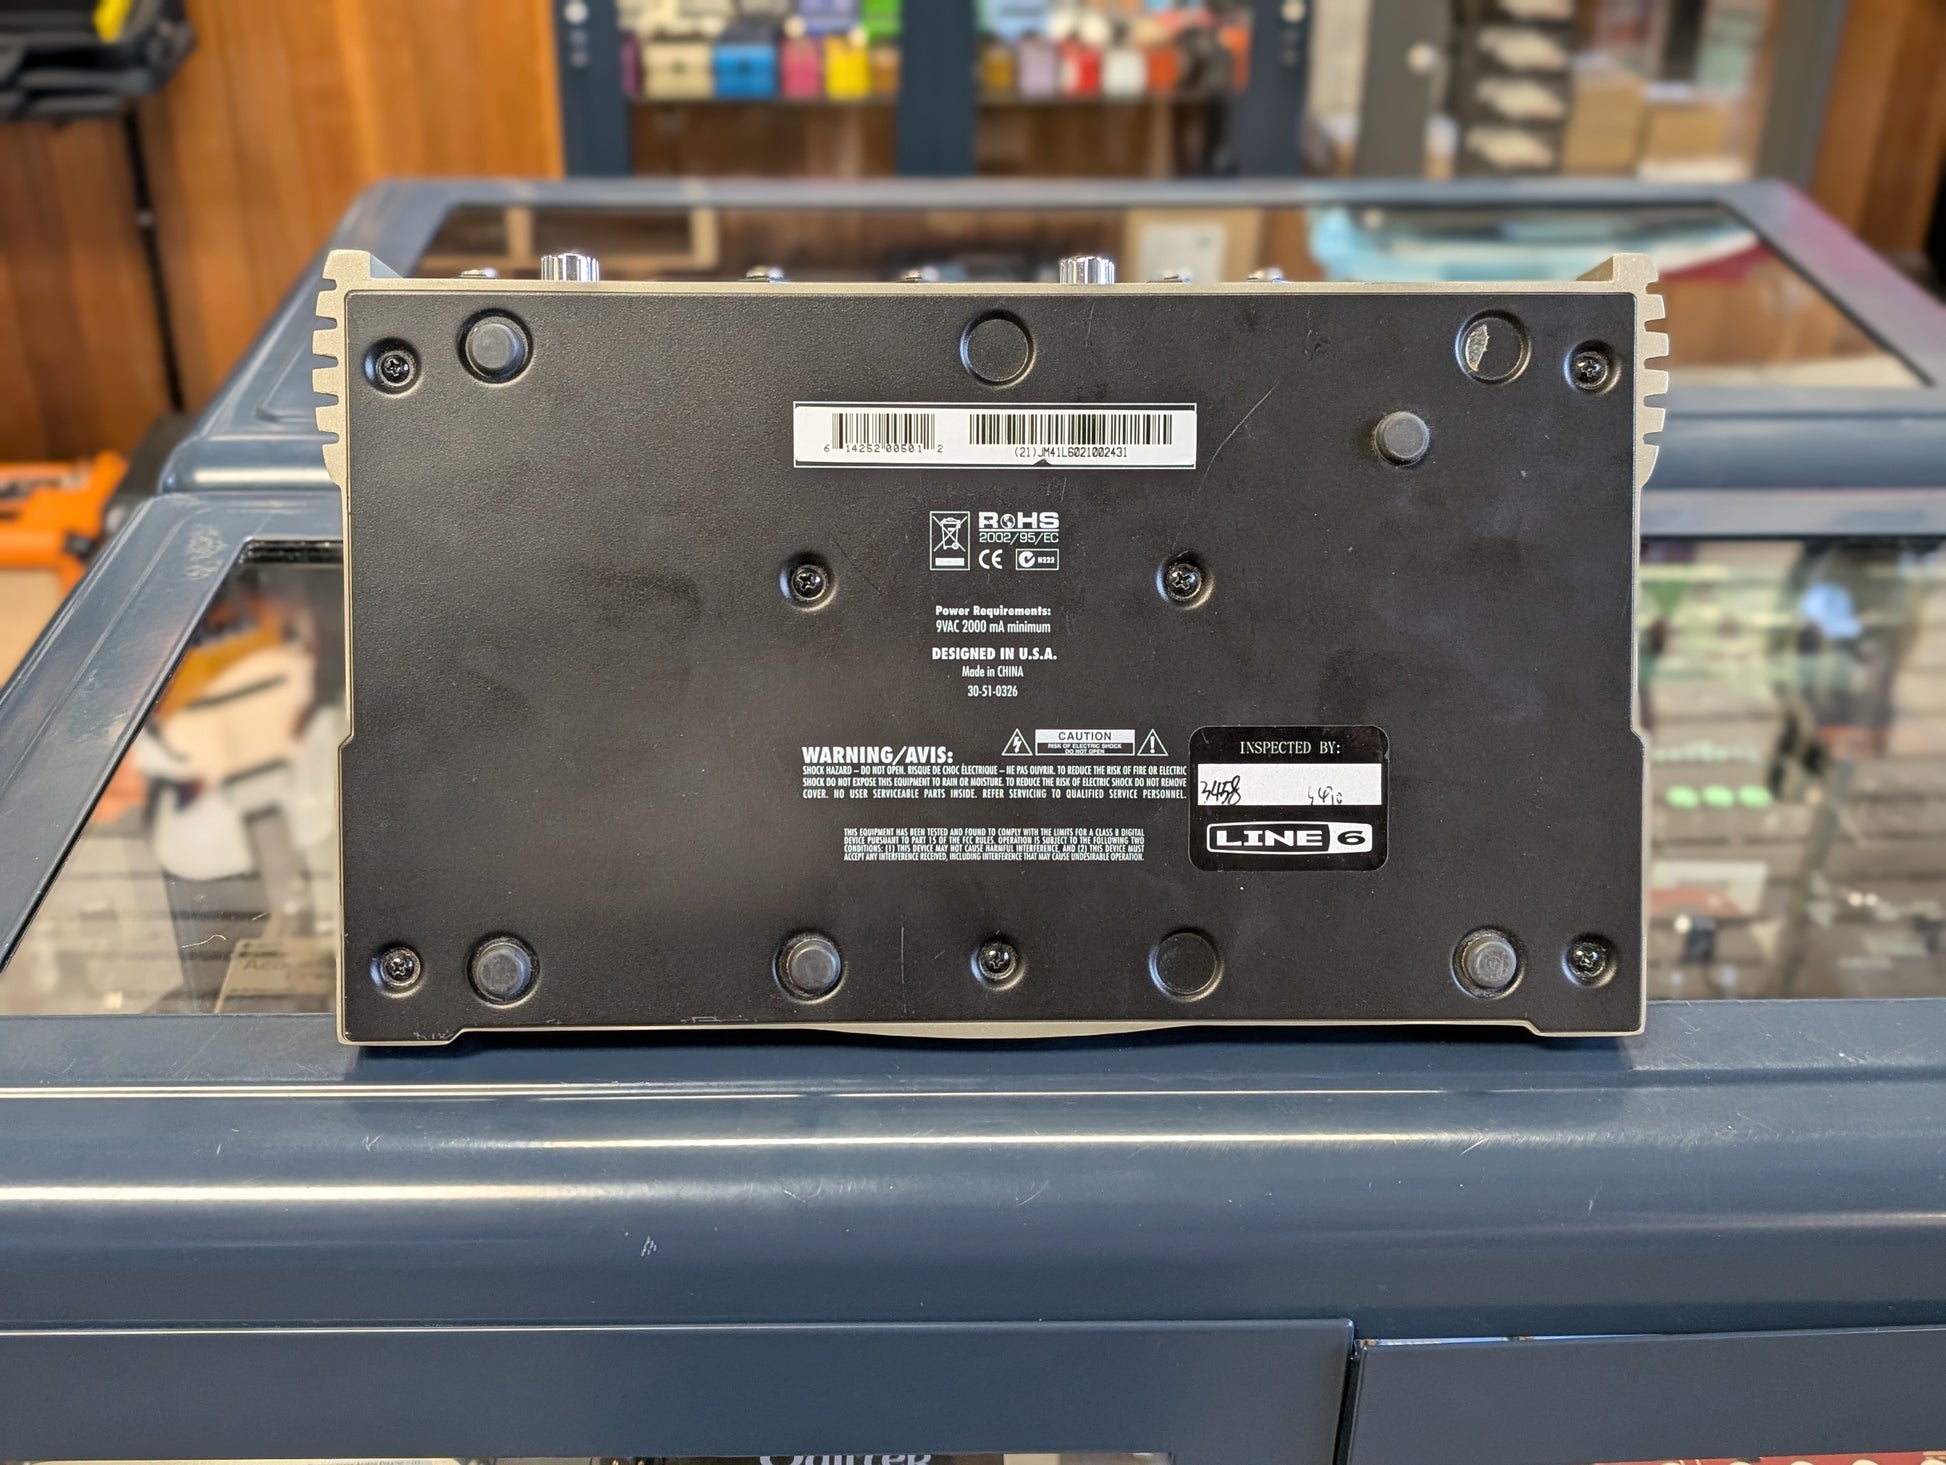 6 14252 00501 2
(21)JM41L6021002431
ROHS
2002/95/EC
CE N222
Power Requirements:
9VAC 2000 mA minimum
DESIGNED IN U.S.A.
Made in CHINA
30-51-0326
CAUTION
RISK OF ELECTRIC SHOCK
DO NOT OPEN
WARNING/AVIS:
SHOCK HAZARD – DO NOT OPEN. RISQUE DE CHOC ÉLECTRIQUE – NE PAS OUVRIR. TO REDUCE THE RISK OF FIRE OR ELECTRIC
SHOCK DO NOT EXPOSE THIS EQUIPMENT TO RAIN OR MOISTURE. TO REDUCE THE RISK OF ELECTRIC SHOCK DO NOT REMOVE
COVER. NO USER SERVICEABLE PARTS INSIDE. REFER SERVICING TO QUALIFIED SERVICE PERSONNEL.
THIS EQUIPMENT HAS BEEN TESTED AND FOUND TO COMPLY WITH THE LIMITS FOR A CLASS B DIGITAL
DEVICE PURSUANT TO PART 15 OF THE FCC RULES. OPERATION IS SUBJECT TO THE FOLLOWING TWO
CONDITIONS: (1) THIS DEVICE MAY NOT CAUSE HARMFUL INTERFERENCE, AND (2) THIS DEVICE MUST
ACCEPT ANY INTERFERENCE RECEIVED, INCLUDING INTERFERENCE THAT MAY CAUSE UNDESIRABLE OPERATION.
INSPECTED BY:
3458
LINE 6